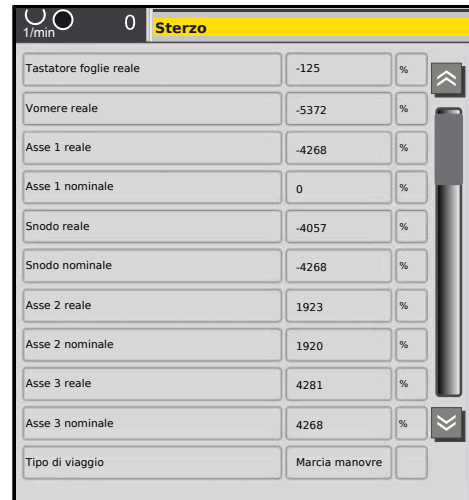 1/min 0 Sterzo
Tastatore foglie reale -125 %
Vomere reale -5372 %
Asse 1 reale -4268 %
Asse 1 nominale 0 %
Snodo reale -4057 %
Snodo nominale -4268 %
Asse 2 reale 1923 %
Asse 2 nominale 1920 %
Asse 3 reale 4281 %
Asse 3 nominale 4268 %
Tipo di viaggio Marcia manovre